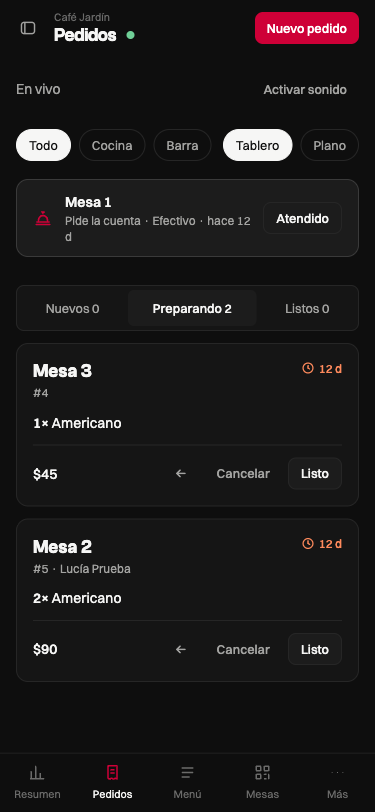 Café Jardín
Pedidos
Nuevo pedido
En vivo
Activar sonido
Todo
Cocina
Barra
Tablero
Plano
Mesa 1
Pide la cuenta · Efectivo · hace 12
d
Atendido
Nuevos 0
Preparando 2
Listos 0
Mesa 3
12 d
#4
1× Americano
$45
Cancelar
Listo
Mesa 2
12 d
#5 · Lucía Prueba
2× Americano
$90
Cancelar
Listo
Resumen
Pedidos
Menú
Mesas
Más